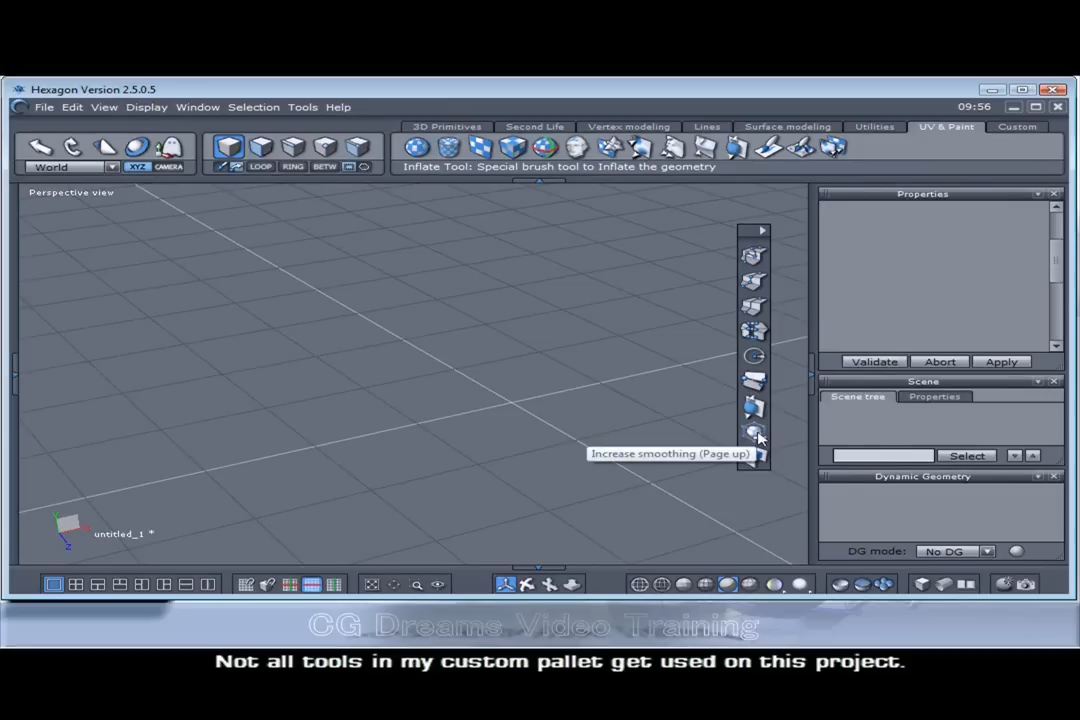 Hexagon Version 2.5.0.5
File Edit View Display Window Selection Tools Help 09:56
3D Primitives Second Life Vertex modeling Lines Surface modeling Utilities UV & Paint Custom
World XYZ CAMERA LOOP RING BETW
Inflate Tool: Special brush tool to Inflate the geometry
Perspective view
Properties
Validate Abort Apply
Scene
Scene tree Properties
Increase smoothing (Page up)
Select
Dynamic Geometry
untitled_1 *
DG mode: No DG
CG Dreams Video Training
Not all tools in my custom pallet get used on this project.